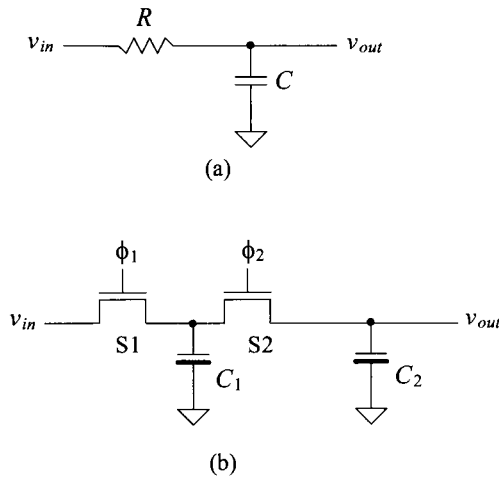 R
v_in v_out
C
(a)
ϕ1 ϕ2
v_in v_out
S1 S2
C1 C2
(b)